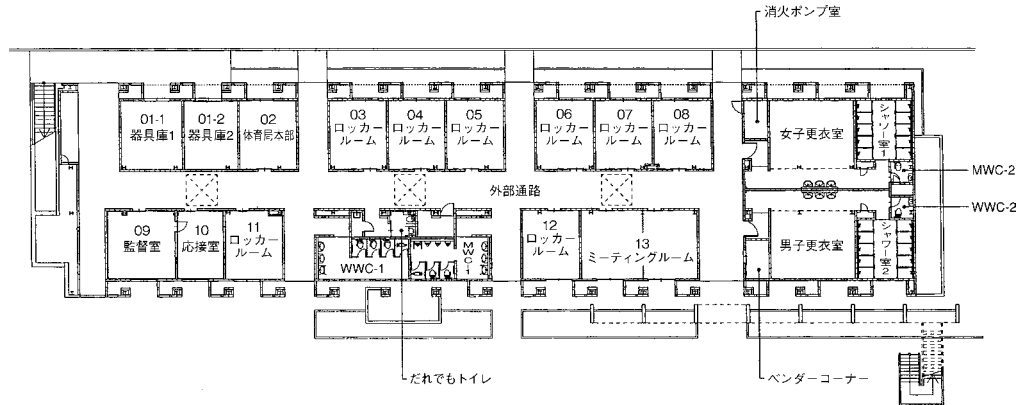 消火ポンプ室
01-1
器具庫1
01-2
器具庫2
02
体育局本部
03
ロッカー
ルーム
04
ロッカー
ルーム
05
ロッカー
ルーム
06
ロッカー
ルーム
07
ロッカー
ルーム
08
ロッカー
ルーム
女子更衣室
シャワー室1
MWC-2
外部通路
WWC-2
09
監督室
10
応接室
11
ロッカー
ルーム
WWC-1
MWC-1
12
ロッカー
ルーム
13
ミーティングルーム
男子更衣室
シャワー室2
だれでもトイレ
ベンダーコーナー